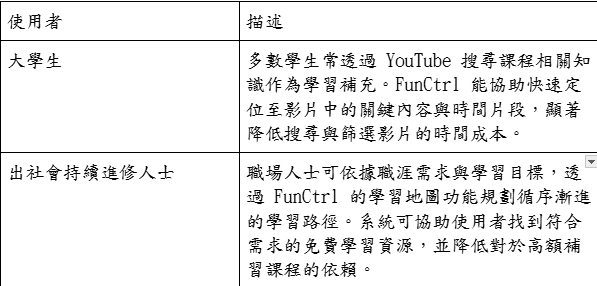 使用者 描述
大學生 多數學生常透過 YouTube 搜尋課程相關知
識作為學習補充。FunCtrl 能協助快速定
位至影片中的關鍵內容與時間片段，顯著
降低搜尋與篩選影片的時間成本。
出社會持續進修人士 職場人士可依據職涯需求與學習目標，透
過 FunCtrl 的學習地圖功能規劃循序漸進
的學習路徑。系統可協助使用者找到符合
需求的免費學習資源，並降低對於高額補
習課程的依賴。